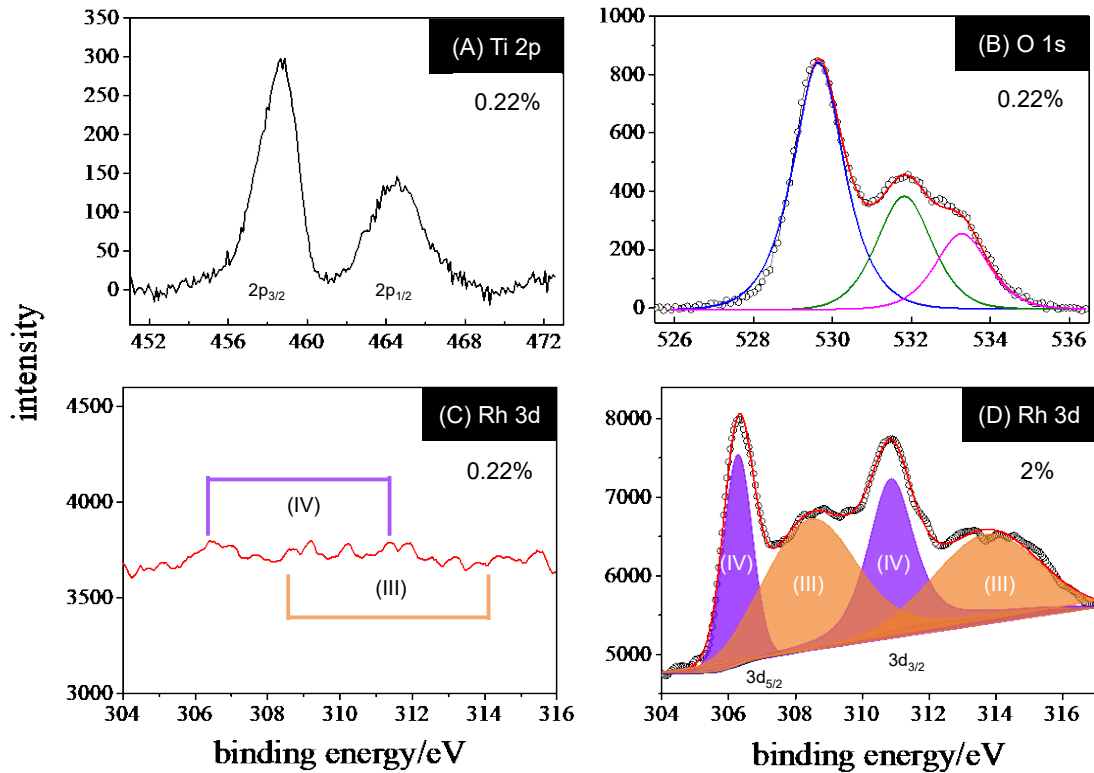 350
300
250
200
150
100
50
0
(A) Ti 2p
0.22%
2p3/2
2p1/2
452 456 460 464 468 472
1000
800
600
400
200
0
(B) O 1s
0.22%
526 528 530 532 534 536
intensity
4500
4000
3500
3000
(C) Rh 3d
0.22%
(IV)
(III)
304 306 308 310 312 314 316
binding energy/eV
8000
7000
6000
5000
(D) Rh 3d
2%
(IV) (III) (IV) (III)
3d5/2
3d3/2
304 306 308 310 312 314 316
binding energy/eV